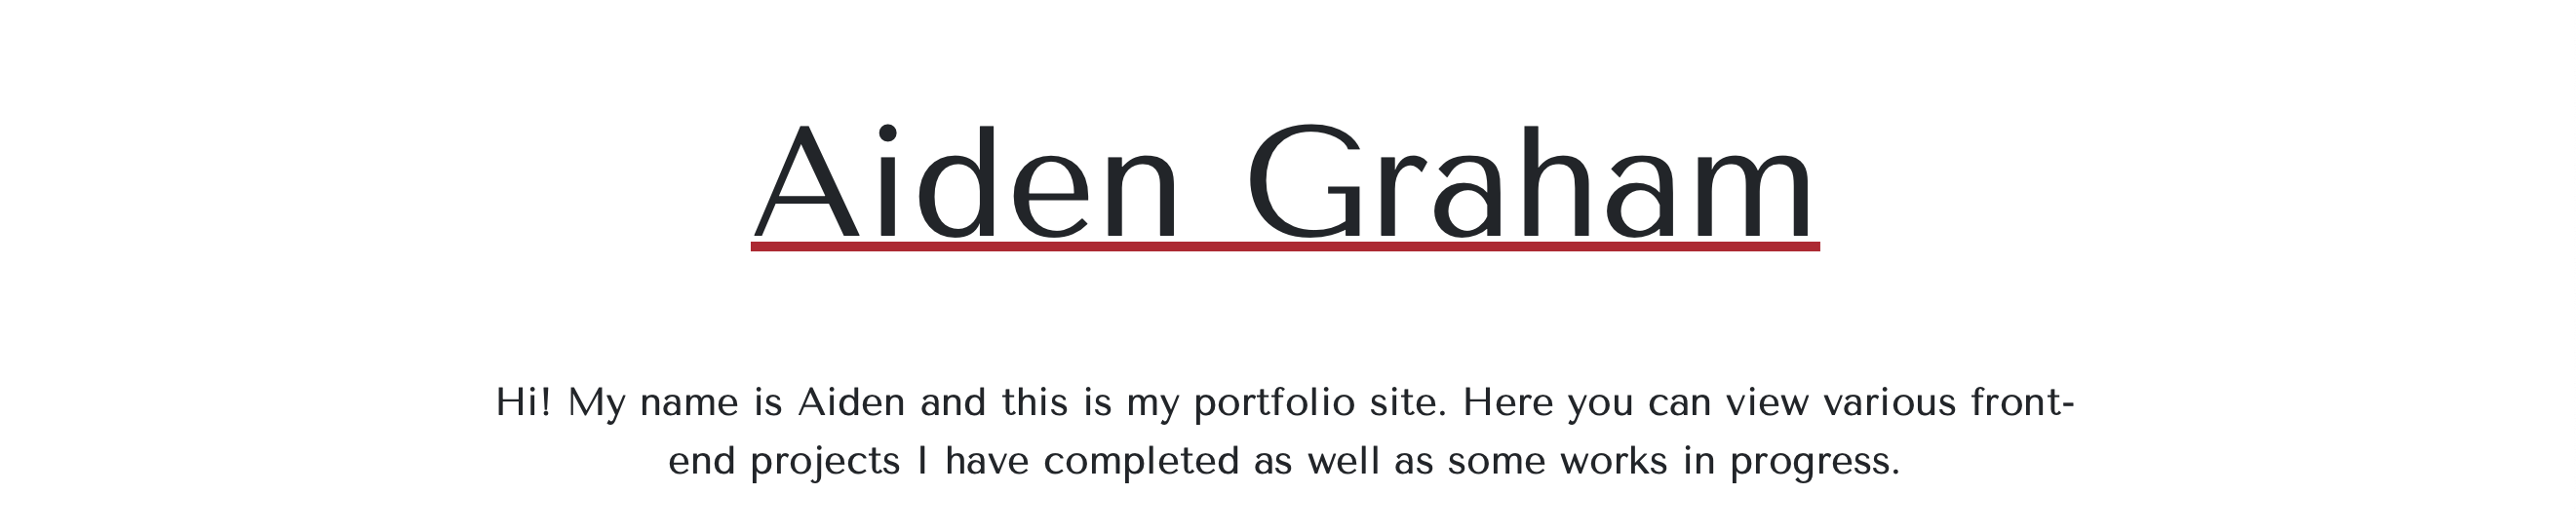 Aiden Graham
Hi! My name is Aiden and this is my portfolio site. Here you can view various front-
end projects I have completed as well as some works in progress.